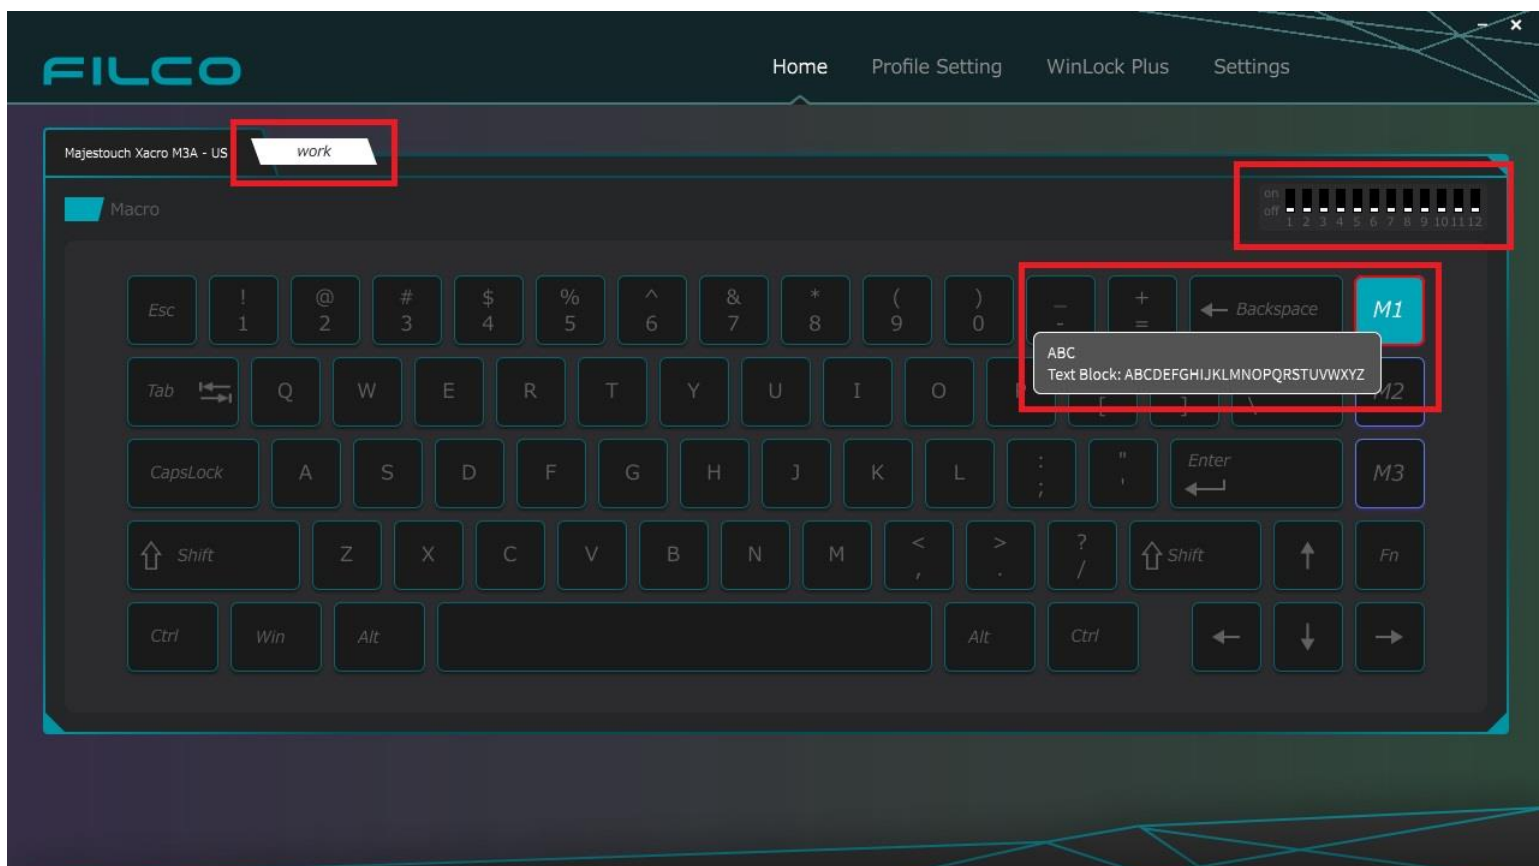 FILCO
Home Profile Setting WinLock Plus Settings
Majestouch Xacro M3A - US work
Macro
on
off
1 2 3 4 5 6 7 8 9 10 11 12
Esc ! 1 @ 2 # 3 $ 4 % 5 ^ 6 & 7 * 8 ( 9 ) 0 _ - + = Backspace M1
ABC
Text Block: ABCDEFGHIJKLMNOPQRSTUVWXYZ
Tab Q W E R T Y U I O P [ ] \ M2
CapsLock A S D F G H J K L : ; " ' Enter M3
Shift Z X C V B N M < , > . ? / Shift Fn
Ctrl Win Alt Alt Ctrl